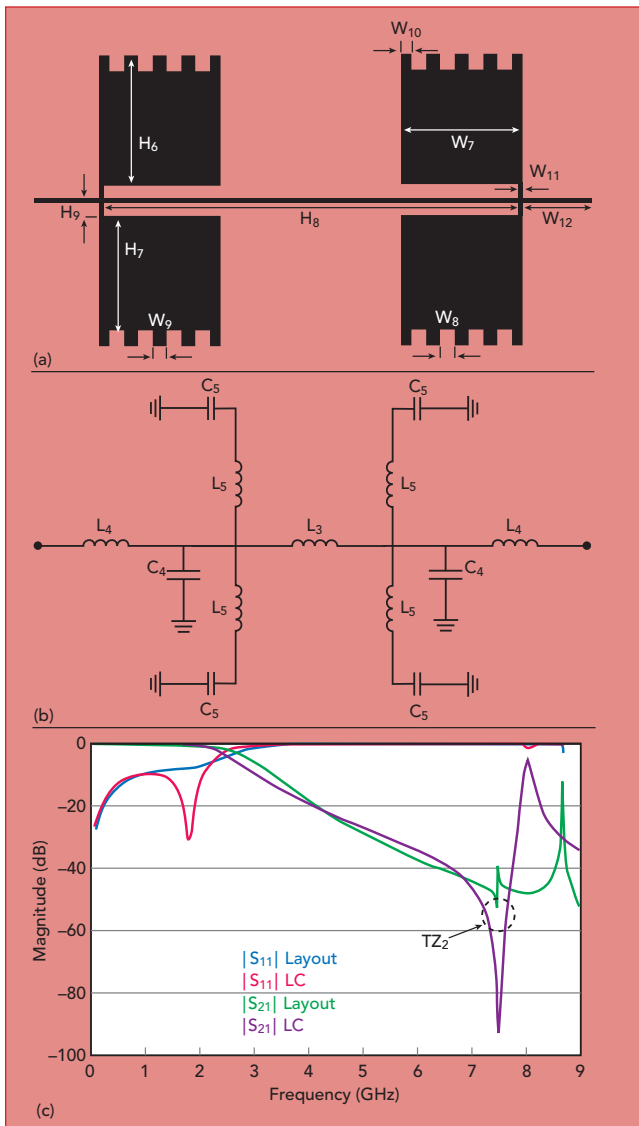 W₁₀
H₆
W₇
W₁₁
H₉
H₈
W₁₂
H₇
W₉
W₈
(a)
C₅
C₅
L₅
L₅
L₄
L₃
L₄
C₄
C₄
L₅
L₅
C₅
C₅
(b)
0
−20
−40
−60
−80
−100
Magnitude (dB)
TZ₂
|S₁₁| Layout
|S₁₁| LC
|S₂₁| Layout
|S₂₁| LC
0 1 2 3 4 5 6 7 8 9
Frequency (GHz)
(c)